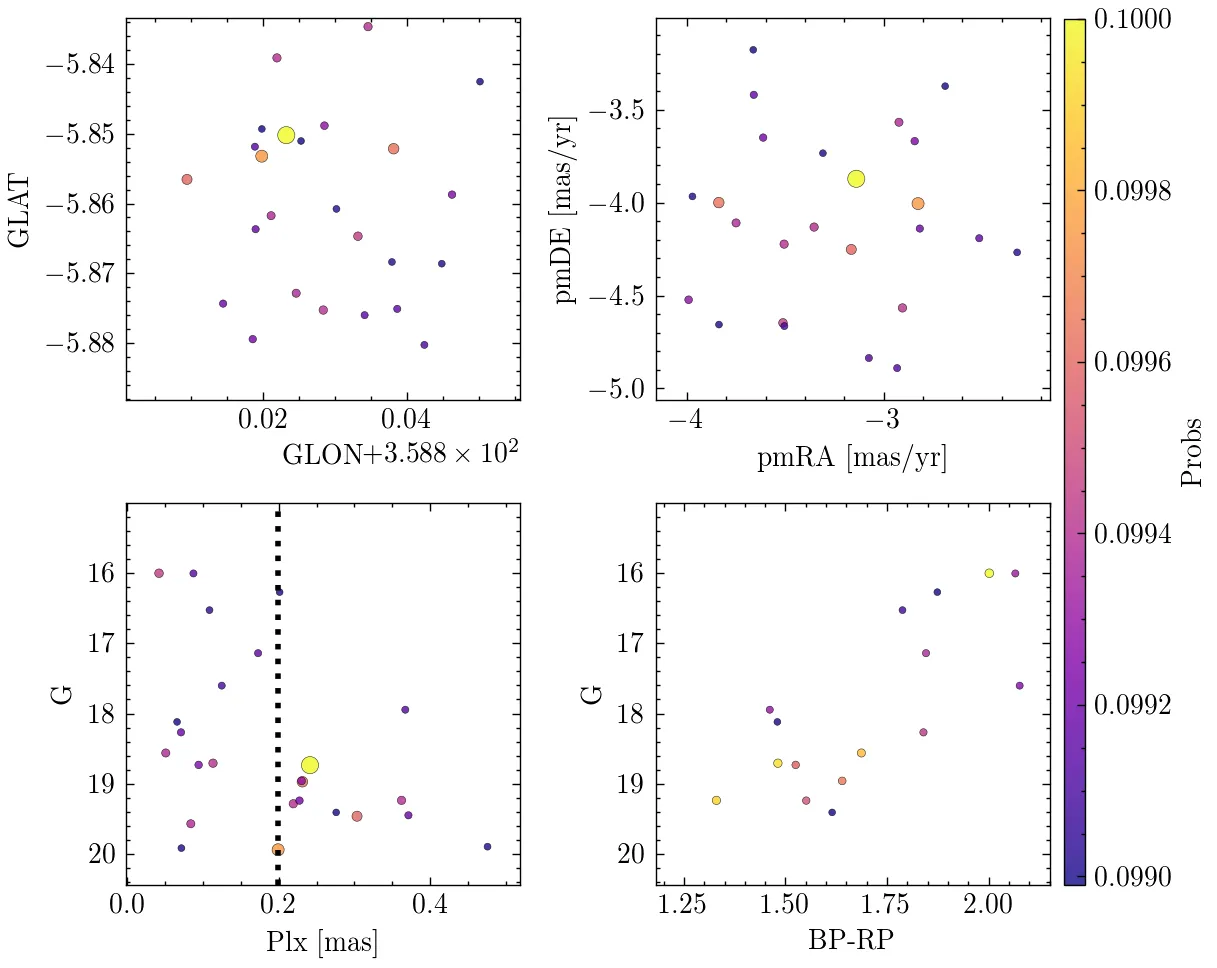 −5.84
−5.85
−5.86
−5.87
−5.88
GLAT
0.02 0.04
GLON+3.588 × 10²
−3.5
−4.0
−4.5
−5.0
pmDE [mas/yr]
−4 −3
pmRA [mas/yr]
0.1000
0.0998
0.0996
0.0994
0.0992
0.0990
Probs
16
17
18
19
20
G
0.0 0.2 0.4
Plx [mas]
16
17
18
19
20
G
1.25 1.50 1.75 2.00
BP-RP